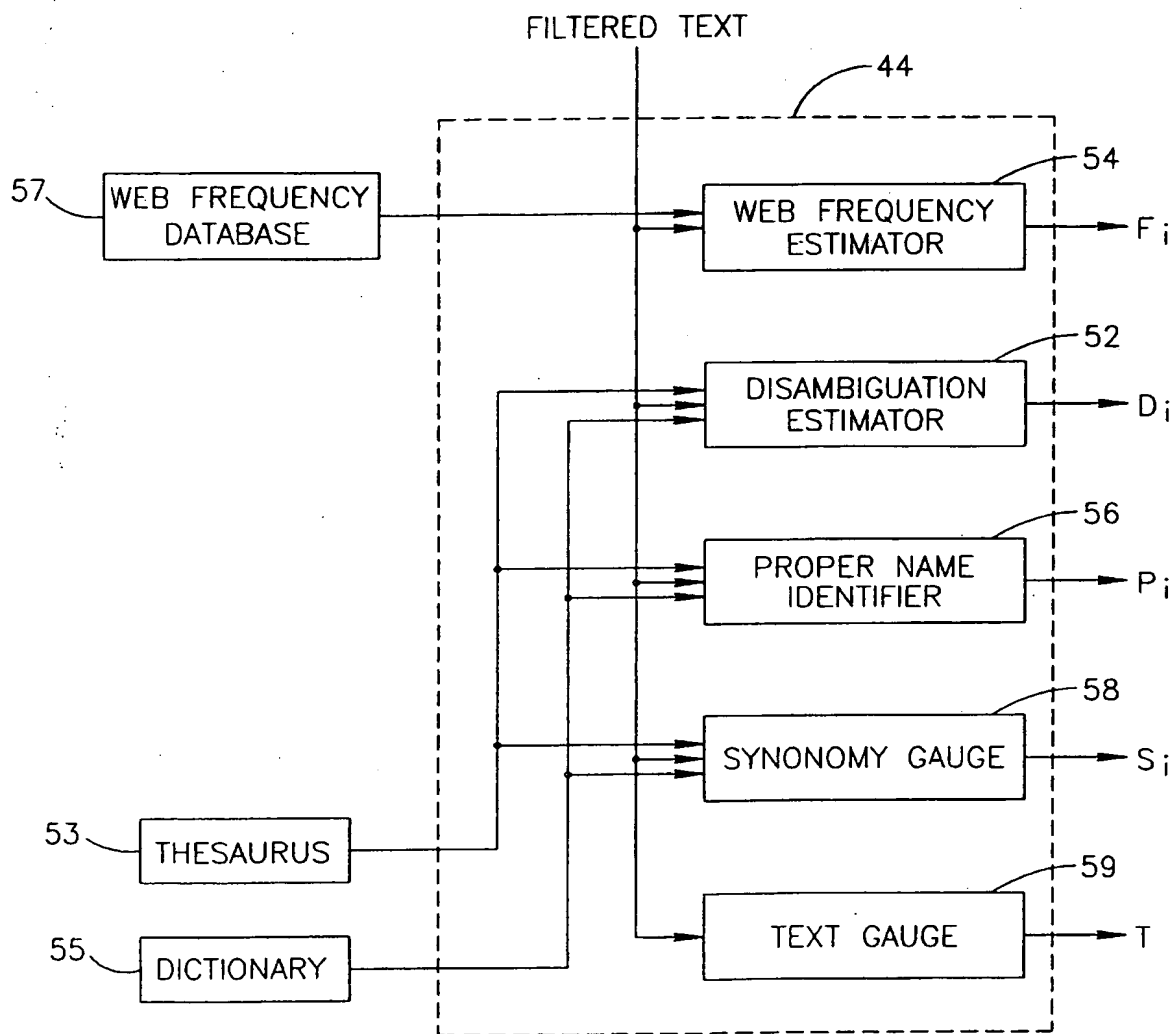 FILTERED TEXT
44
57
WEB FREQUENCY
DATABASE
54
WEB FREQUENCY
ESTIMATOR
Fi
52
DISAMBIGUATION
ESTIMATOR
Di
56
PROPER NAME
IDENTIFIER
Pi
58
SYNONOMY GAUGE
Si
53
THESAURUS
59
TEXT GAUGE
T
55
DICTIONARY